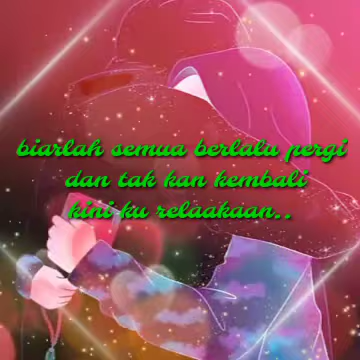 biarlah semua berlalu pergi
dan tak kan kembali
kini ku relaakaan..